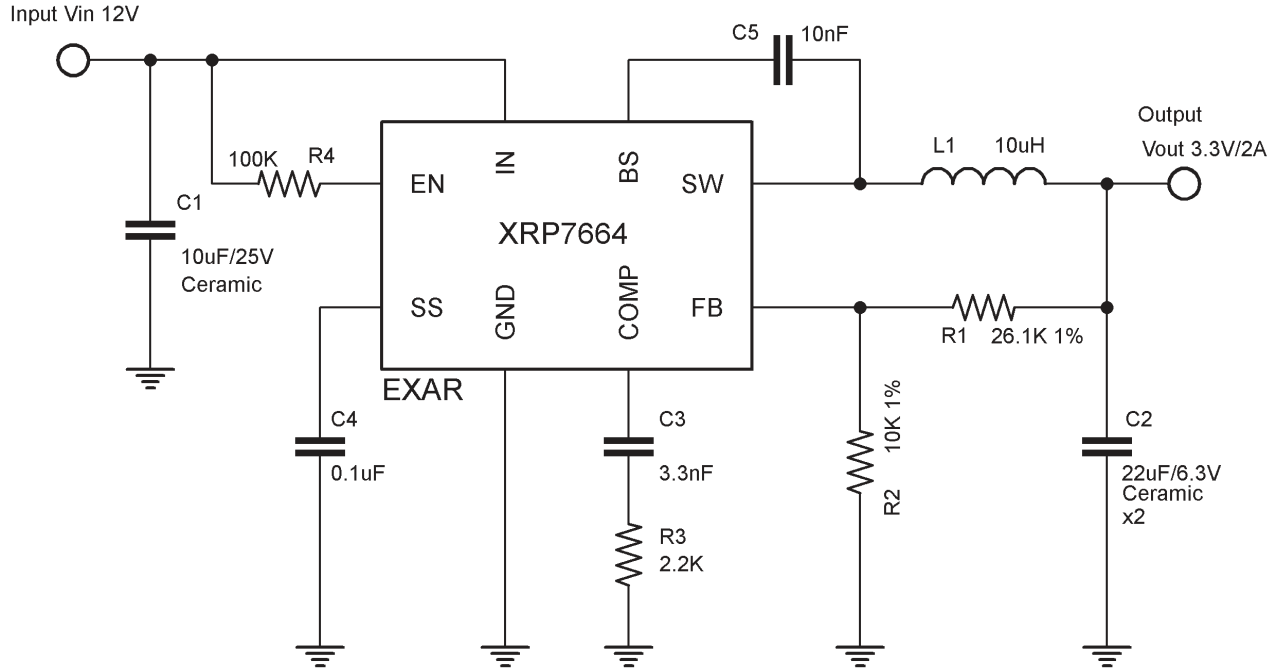 Input Vin 12V
C5
10nF
Output
Vout 3.3V/2A
L1
10uH
100K
R4
EN
IN
BS
SW
C1
10uF/25V
Ceramic
XRP7664
SS
GND
COMP
FB
R1
26.1K 1%
EXAR
C4
0.1uF
C3
3.3nF
R3
2.2K
10K 1%
R2
C2
22uF/6.3V
Ceramic
x2